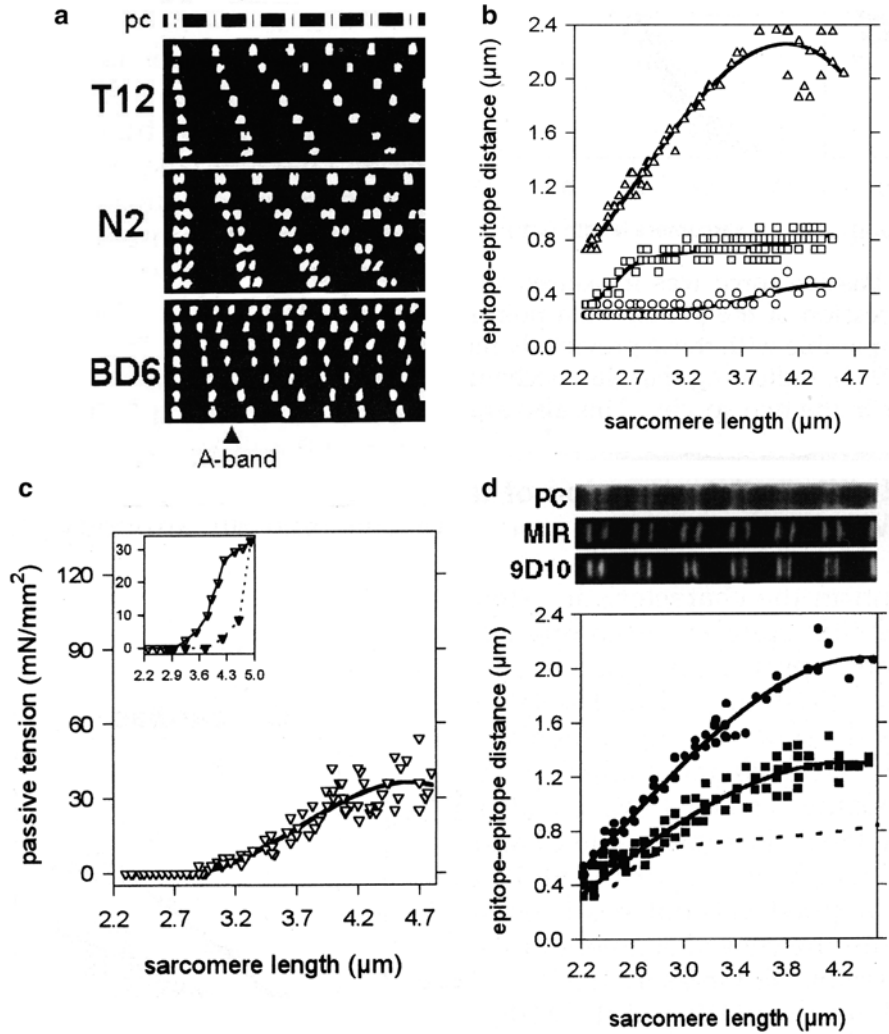 a
pc
T12
N2
BD6
A-band
b
epitope-epitope distance (µm)
2.4
2.0
1.6
1.2
0.8
0.4
0.0
2.2 2.7 3.2 3.7 4.2 4.7
sarcomere length (µm)
c
passive tension (mN/mm²)
120
90
60
30
0
30
20
10
0
2.2 2.9 3.6 4.3 5.0
2.2 2.7 3.2 3.7 4.2 4.7
sarcomere length (µm)
d
PC
MIR
9D10
epitope-epitope distance (µm)
2.4
2.0
1.6
1.2
0.8
0.4
0.0
2.2 2.6 3.0 3.4 3.8 4.2
sarcomere length (µm)